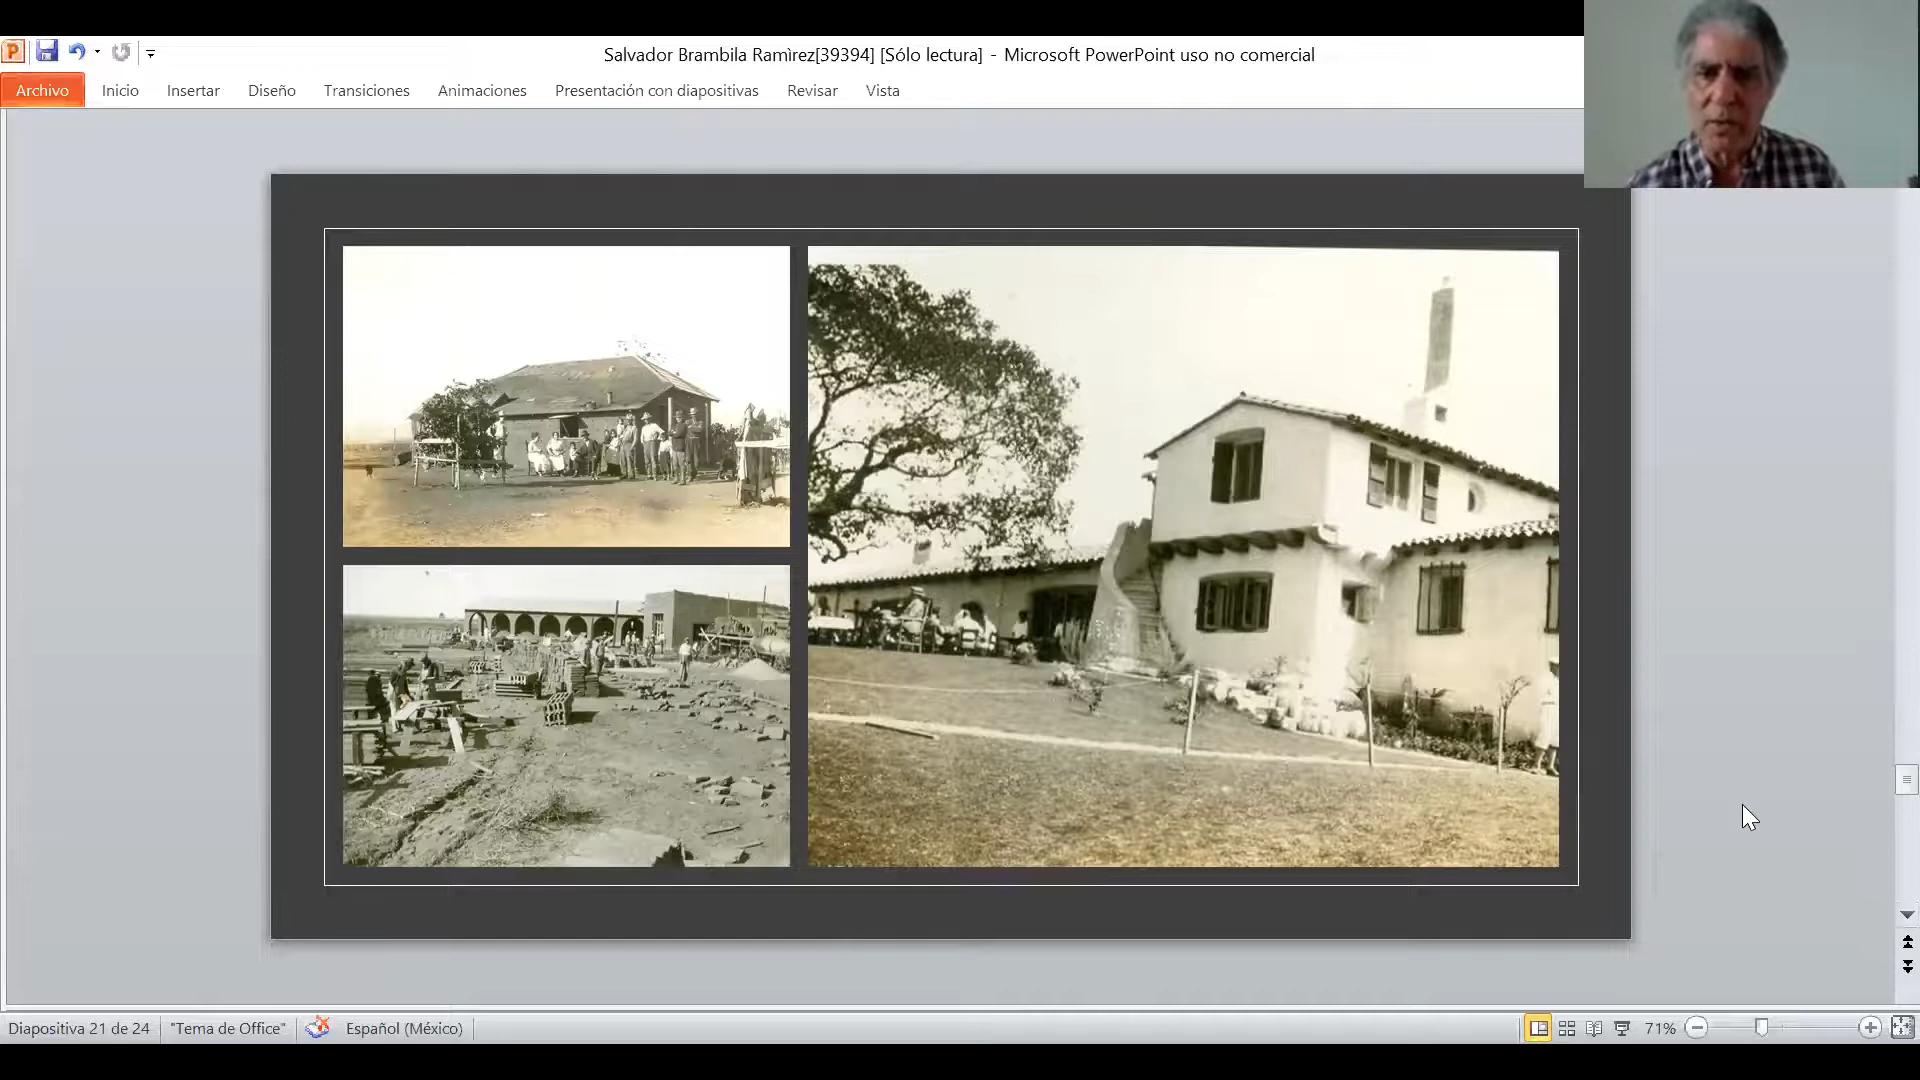 Salvador Brambila Ramìrez[39394] [Sólo lectura] - Microsoft PowerPoint uso no comercial
Archivo Inicio Insertar Diseño Transiciones Animaciones Presentación con diapositivas Revisar Vista
Diapositiva 21 de 24 "Tema de Office" Español (México) 71%